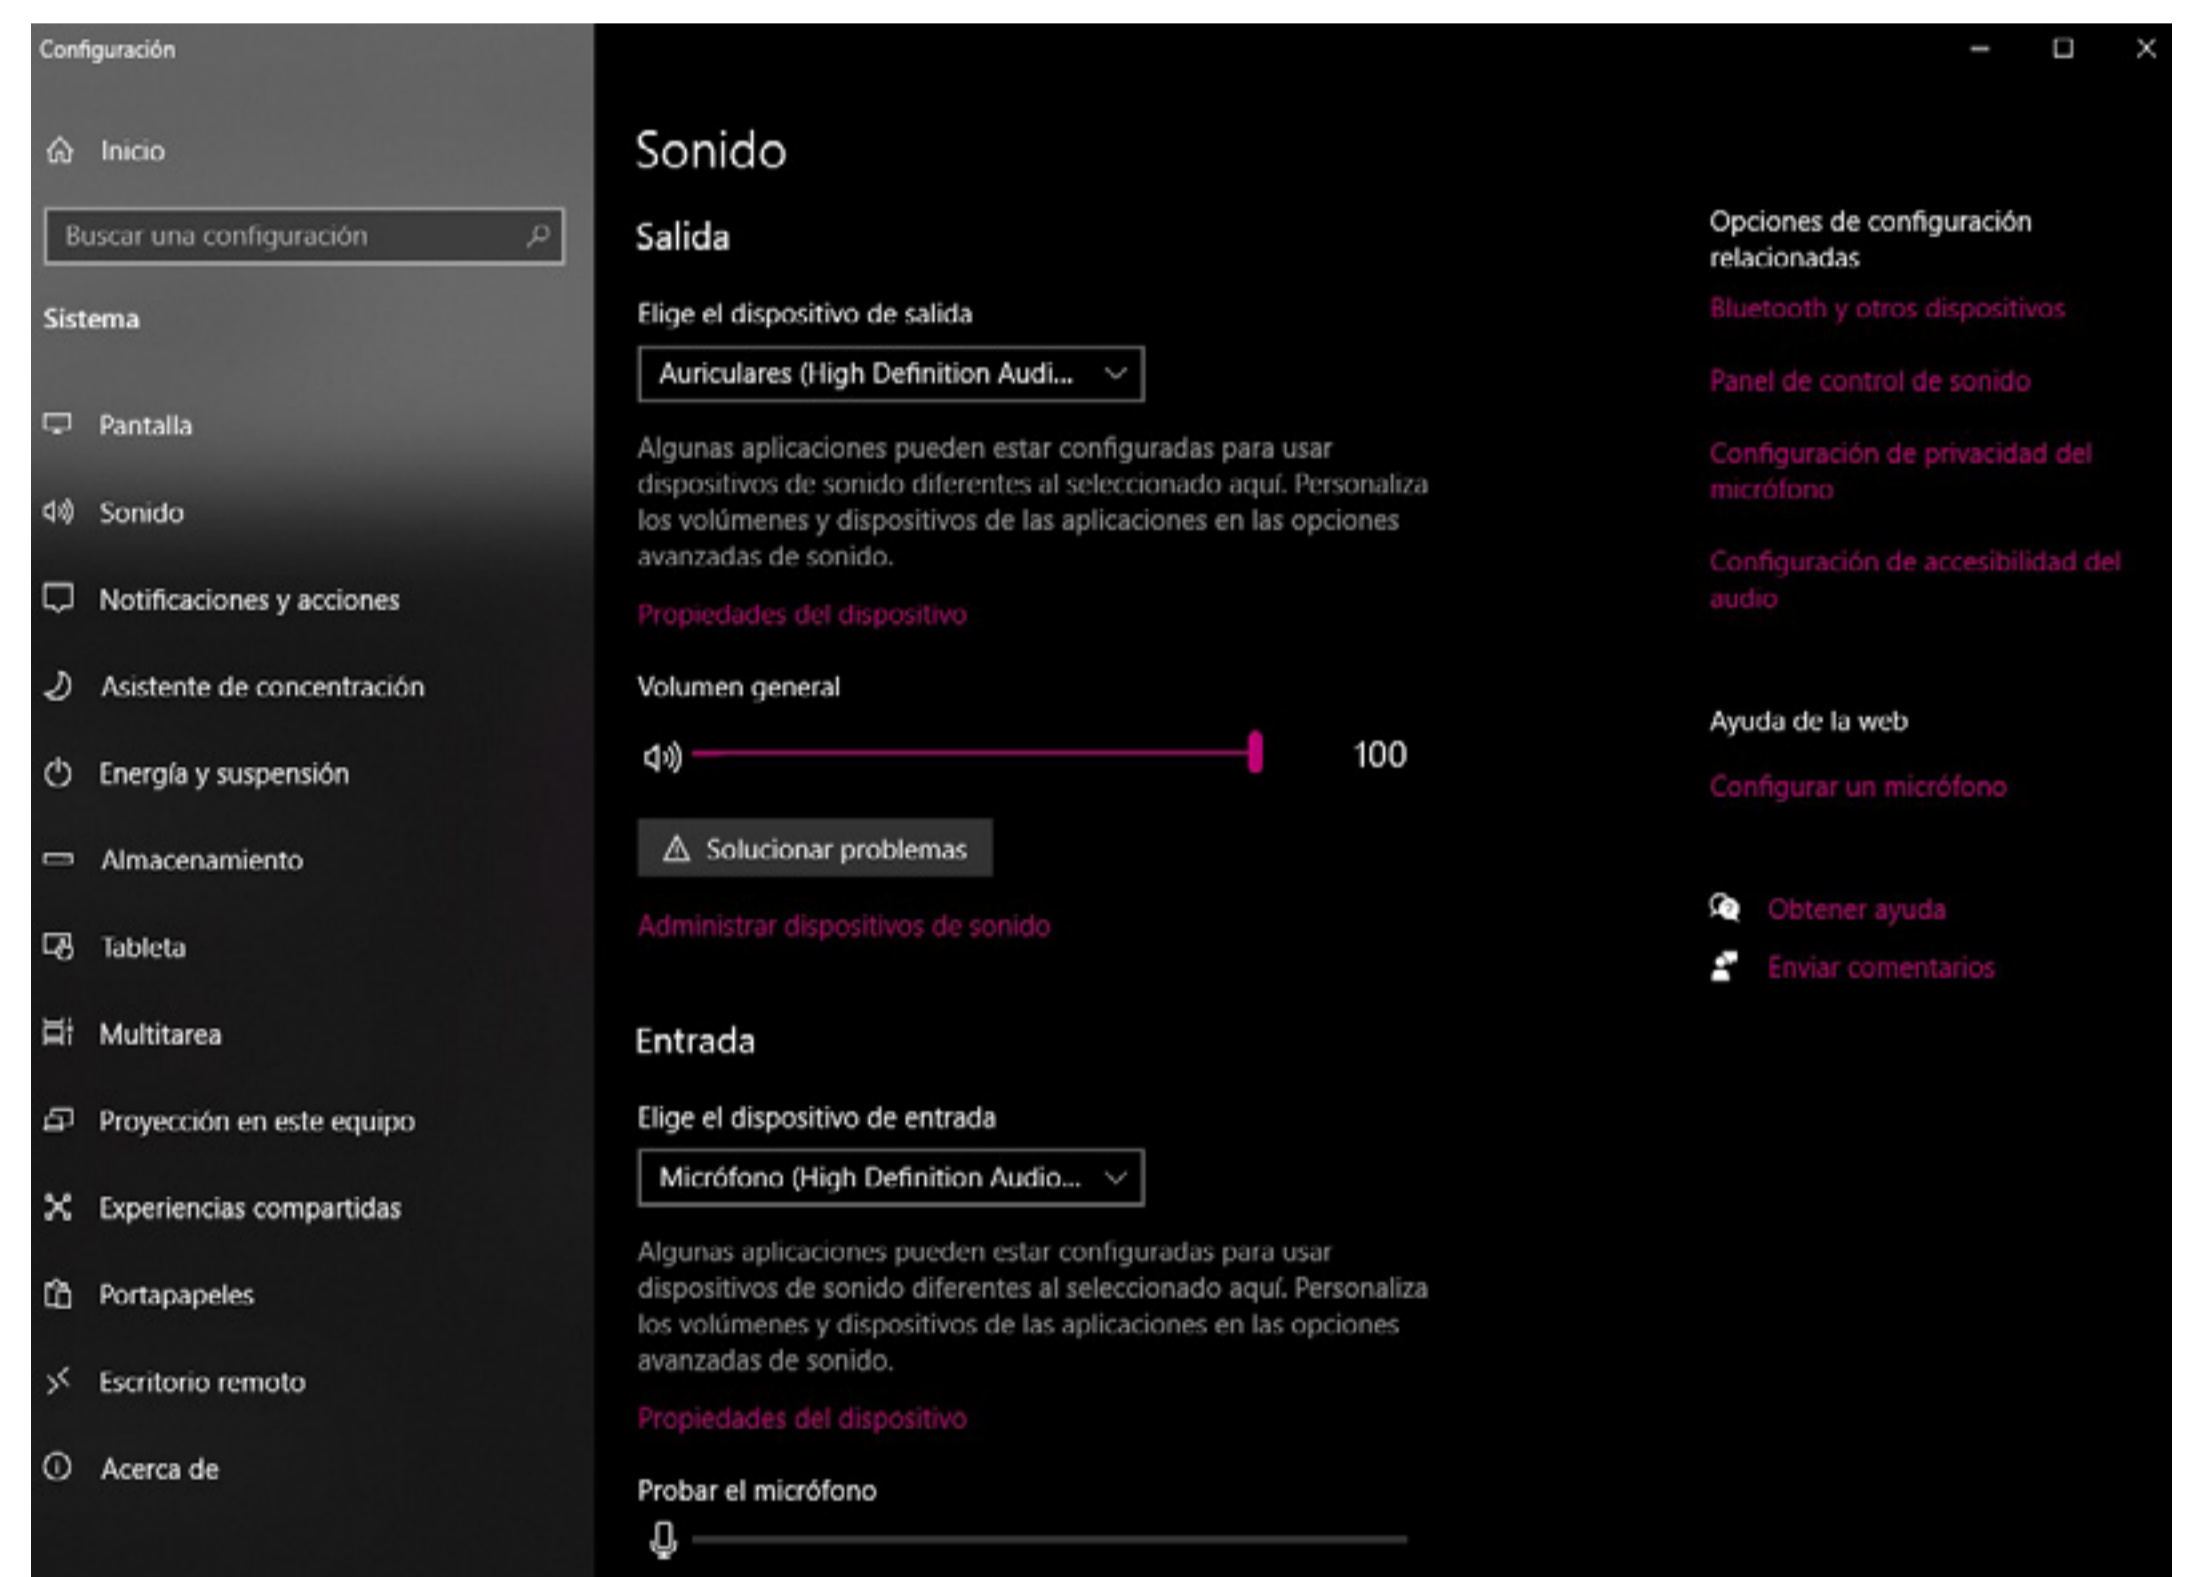 Configuración
Inicio
Buscar una configuración
Sistema
Pantalla
Sonido
Notificaciones y acciones
Asistente de concentración
Energía y suspensión
Almacenamiento
Tableta
Multitarea
Proyección en este equipo
Experiencias compartidas
Portapapeles
Escritorio remoto
Acerca de
Sonido
Salida
Elige el dispositivo de salida
Auriculares (High Definition Audi...
Algunas aplicaciones pueden estar configuradas para usar
dispositivos de sonido diferentes al seleccionado aquí. Personaliza
los volúmenes y dispositivos de las aplicaciones en las opciones
avanzadas de sonido.
Propiedades del dispositivo
Volumen general
100
Solucionar problemas
Administrar dispositivos de sonido
Entrada
Elige el dispositivo de entrada
Micrófono (High Definition Audio...
Algunas aplicaciones pueden estar configuradas para usar
dispositivos de sonido diferentes al seleccionado aquí. Personaliza
los volúmenes y dispositivos de las aplicaciones en las opciones
avanzadas de sonido.
Propiedades del dispositivo
Probar el micrófono
Opciones de configuración
relacionadas
Bluetooth y otros dispositivos
Panel de control de sonido
Configuración de privacidad del
micrófono
Configuración de accesibilidad del
audio
Ayuda de la web
Configurar un micrófono
Obtener ayuda
Enviar comentarios